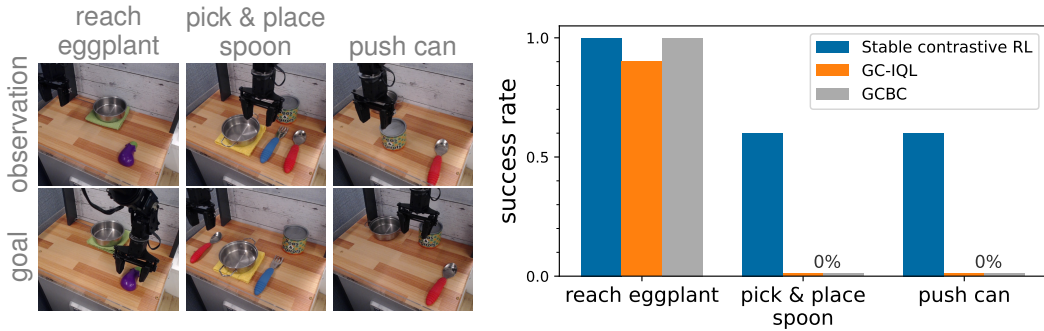 reach
eggplant
pick & place
spoon
push can
observation
goal
success rate
1.0
0.5
0.0
Stable contrastive RL
GC-IQL
GCBC
0%
0%
reach eggplant
pick & place
spoon
push can